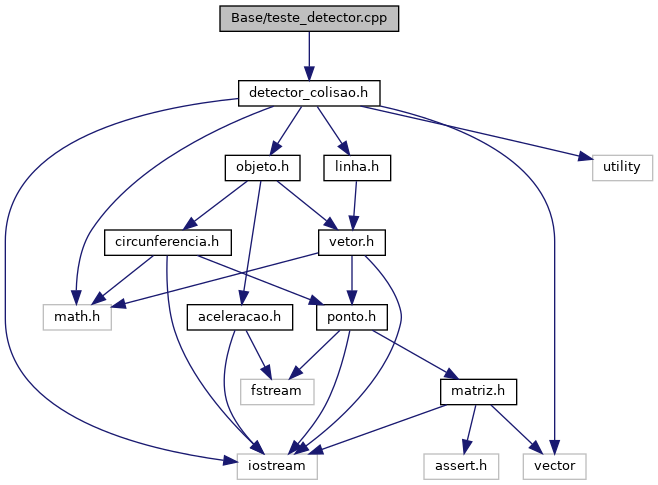 Base/teste_detector.cpp
detector_colisao.h
objeto.h
linha.h
utility
circunferencia.h
vetor.h
math.h
aceleracao.h
ponto.h
fstream
matriz.h
iostream
assert.h
vector